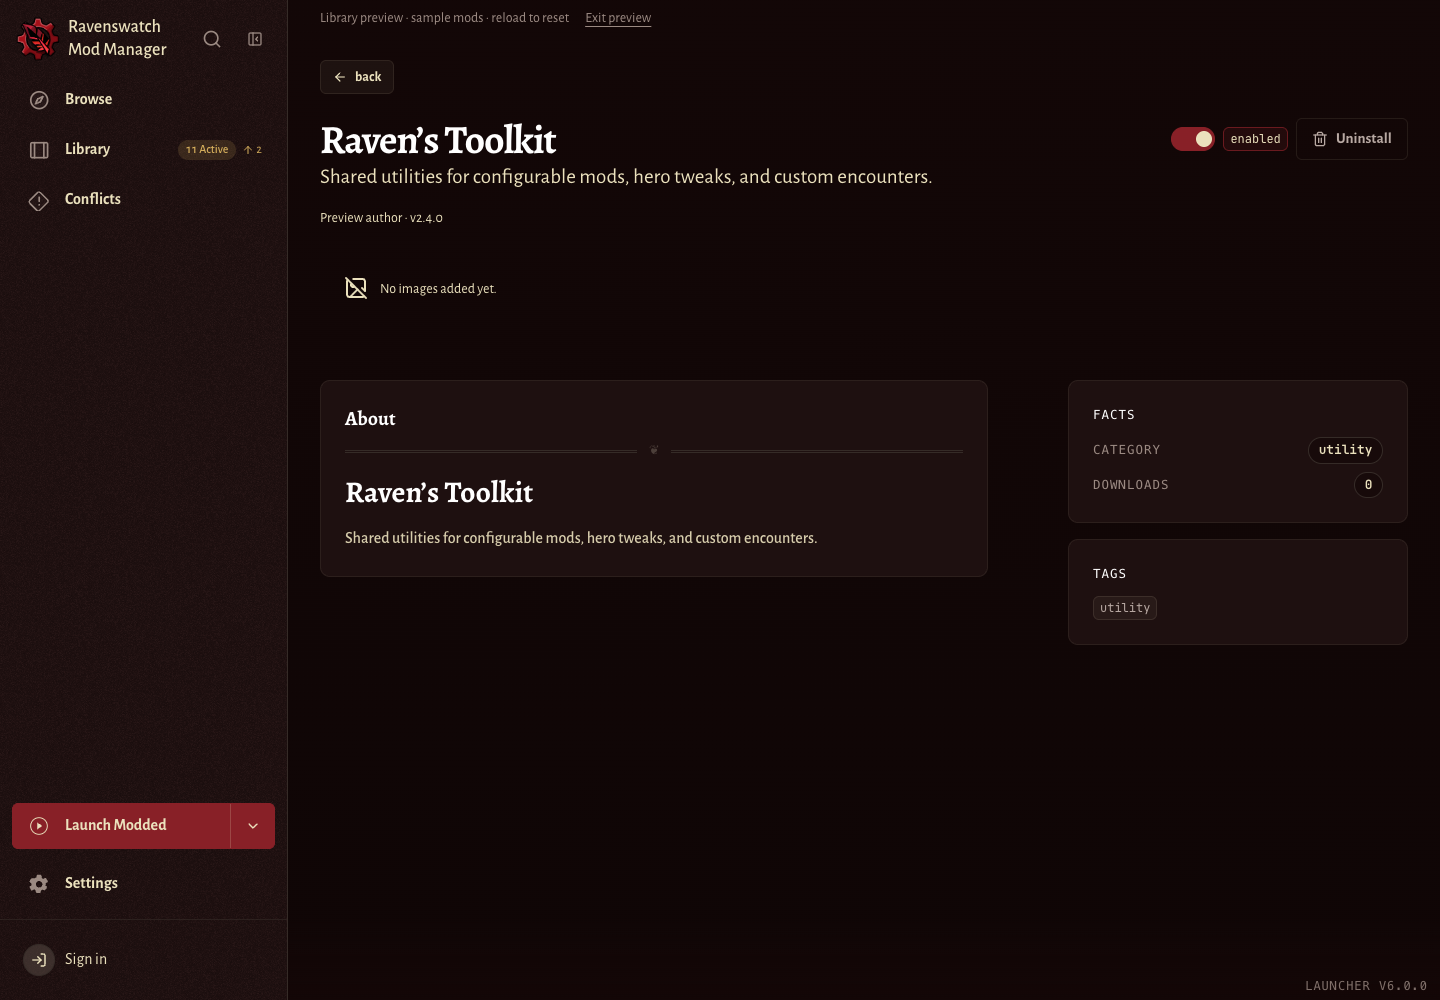 Ravenswatch
Mod Manager
Browse
Library
11 Active
2
Conflicts
Launch Modded
Settings
Sign in
Library preview · sample mods · reload to reset
Exit preview
back
Raven’s Toolkit
enabled
Uninstall
Shared utilities for configurable mods, hero tweaks, and custom encounters.
Preview author · v2.4.0
No images added yet.
About
Raven’s Toolkit
Shared utilities for configurable mods, hero tweaks, and custom encounters.
FACTS
CATEGORY
utility
DOWNLOADS
0
TAGS
utility
LAUNCHER V6.0.0